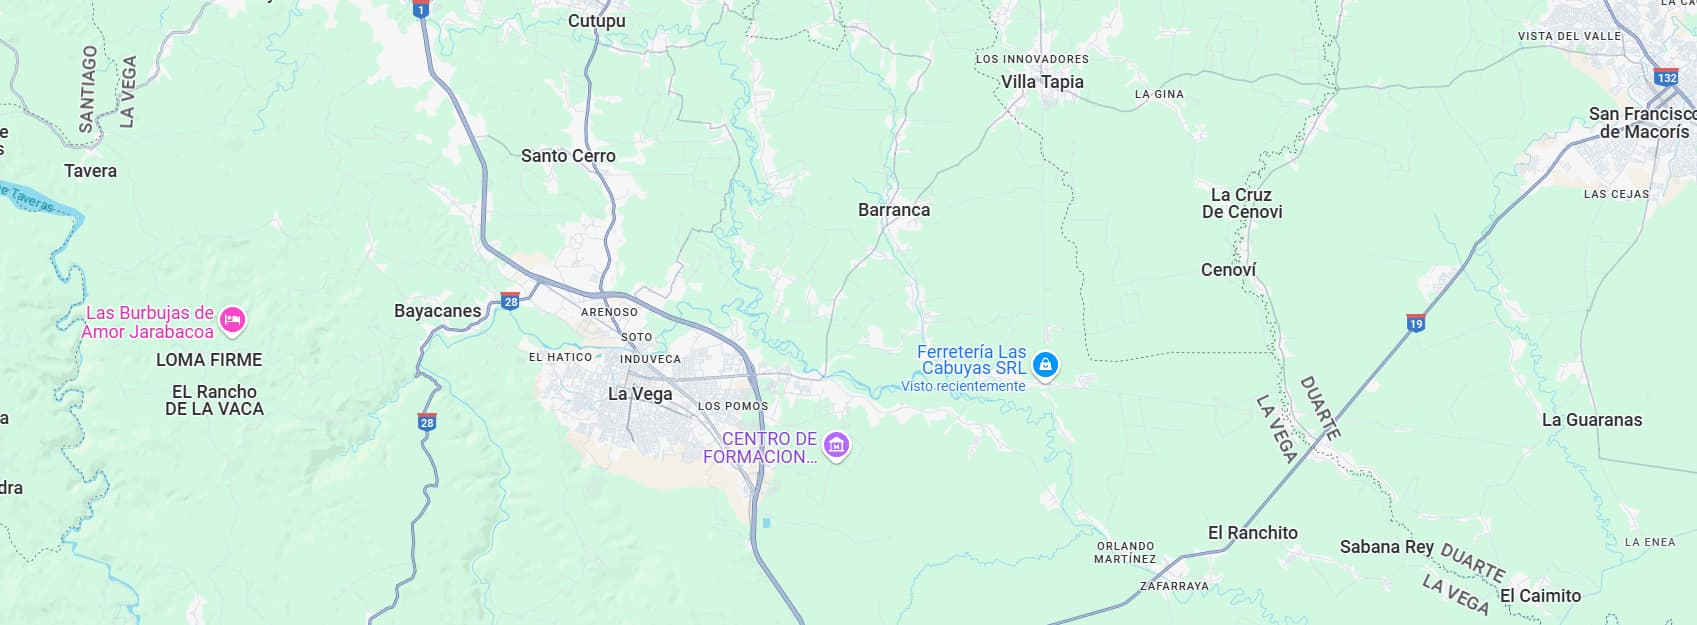 1
Cutupu
LA VEGA
SANTIAGO
LOS INNOVADORES
Villa Tapia
LA GINA
VISTA DEL VALLE
132
San Francisco
de Macorís
Santo Cerro
Tavera
Taveras
Barranca
La Cruz
De Cenovi
LAS CEJAS
Cenoví
Bayacanes
28
ARENOSO
Las Burbujas de
Amor Jarabacoa
LOMA FIRME
EL Rancho
DE LA VACA
SOTO
EL HATICO
INDUVECA
La Vega
LOS POMOS
Ferretería Las
Cabuyas SRL
Visto recientemente
19
28
DUARTE
LA VEGA
La Guaranas
CENTRO DE
FORMACION...
dra
El Ranchito
Sabana Rey
DUARTE
LA VEGA
El Caimito
LA ENEA
ORLANDO
MARTÍNEZ
ZAFARRAYA